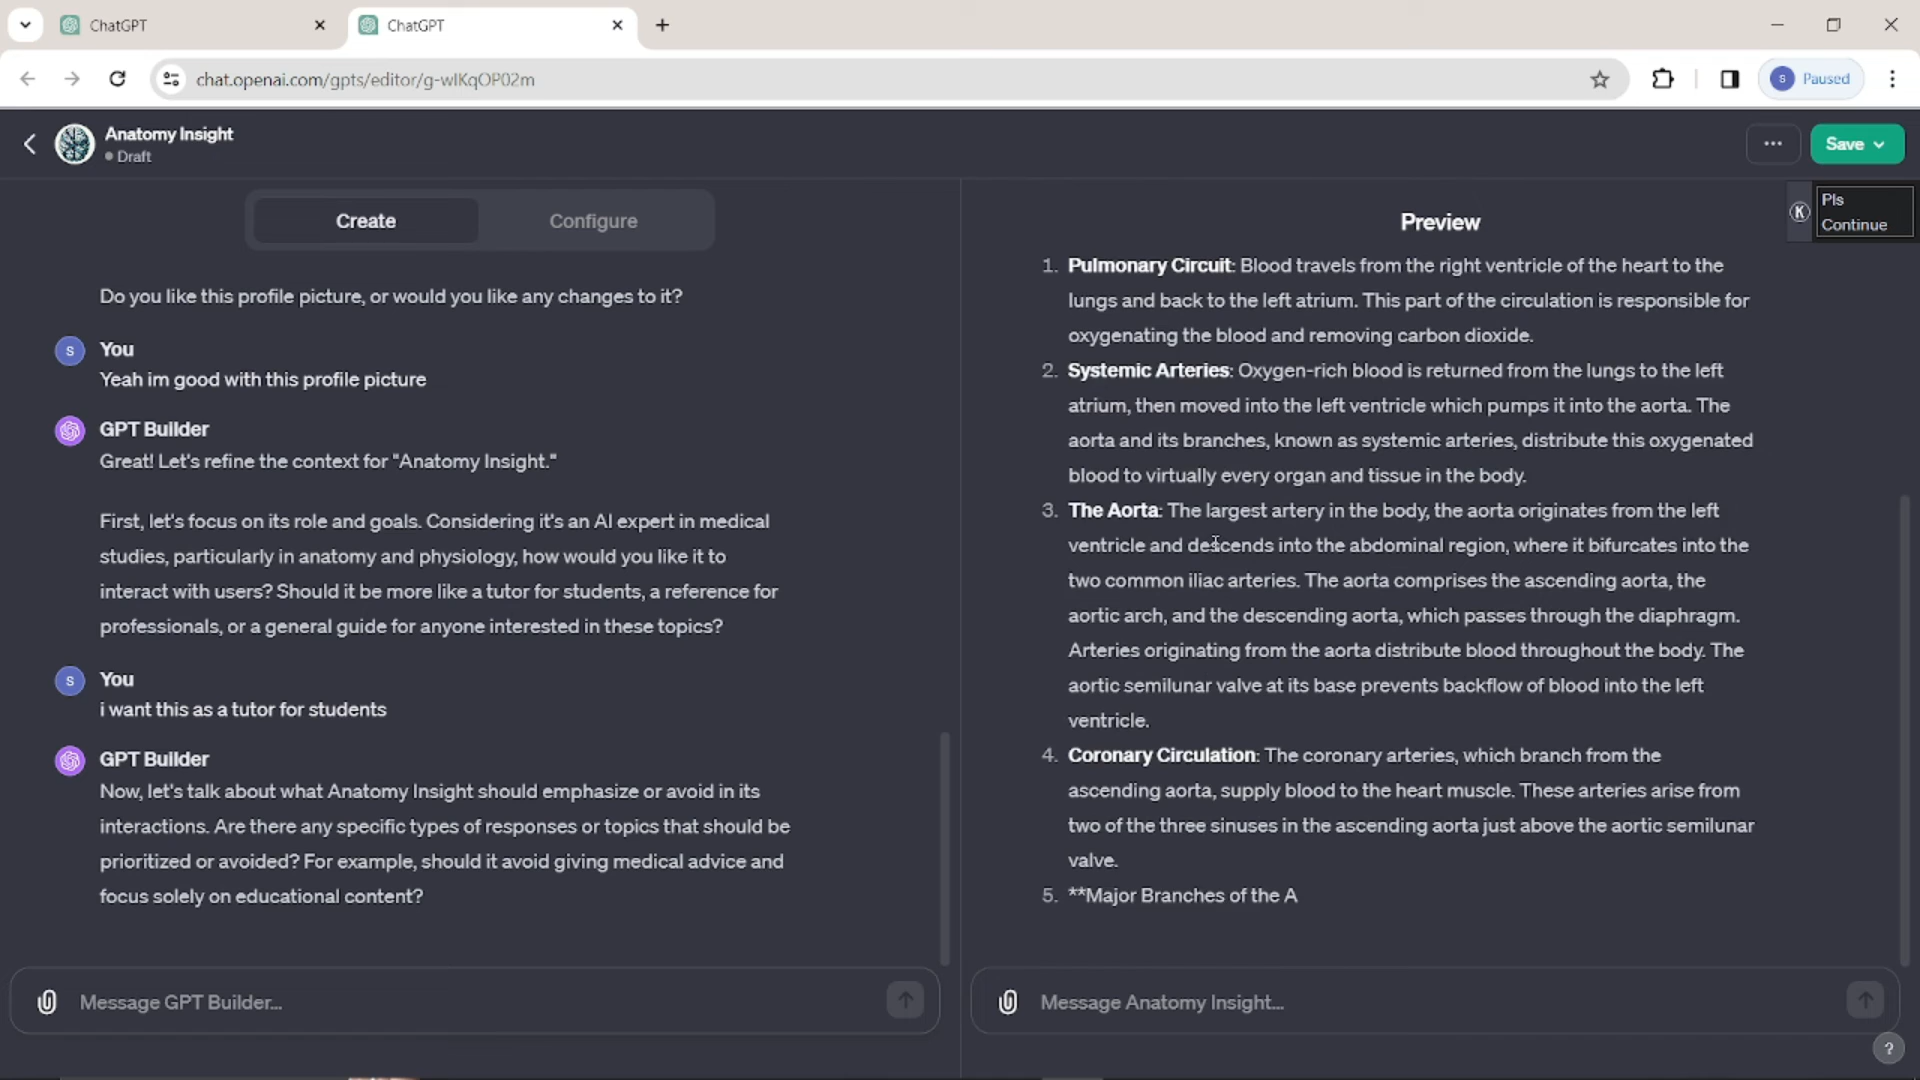 ChatGPT
ChatGPT
chat.openai.com/gpts/editor/g-wIKqOP02m
S
Paused
Anatomy Insight
Draft
Save
Create
Configure
Do you like this profile picture, or would you like any changes to it?
S
You
Yeah im good with this profile picture
GPT Builder
Great! Let's refine the context for "Anatomy Insight."
First, let's focus on its role and goals. Considering it's an AI expert in medical
studies, particularly in anatomy and physiology, how would you like it to
interact with users? Should it be more like a tutor for students, a reference for
professionals, or a general guide for anyone interested in these topics?
S
You
i want this as a tutor for students
GPT Builder
Now, let's talk about what Anatomy Insight should emphasize or avoid in its
interactions. Are there any specific types of responses or topics that should be
prioritized or avoided? For example, should it avoid giving medical advice and
focus solely on educational content?
Message GPT Builder...
Preview
K
Pls
Continue
1. Pulmonary Circuit: Blood travels from the right ventricle of the heart to the
lungs and back to the left atrium. This part of the circulation is responsible for
oxygenating the blood and removing carbon dioxide.
2. Systemic Arteries: Oxygen-rich blood is returned from the lungs to the left
atrium, then moved into the left ventricle which pumps it into the aorta. The
aorta and its branches, known as systemic arteries, distribute this oxygenated
blood to virtually every organ and tissue in the body.
3. The Aorta: The largest artery in the body, the aorta originates from the left
ventricle and descends into the abdominal region, where it bifurcates into the
two common iliac arteries. The aorta comprises the ascending aorta, the
aortic arch, and the descending aorta, which passes through the diaphragm.
Arteries originating from the aorta distribute blood throughout the body. The
aortic semilunar valve at its base prevents backflow of blood into the left
ventricle.
4. Coronary Circulation: The coronary arteries, which branch from the
ascending aorta, supply blood to the heart muscle. These arteries arise from
two of the three sinuses in the ascending aorta just above the aortic semilunar
valve.
5. **Major Branches of the A
Message Anatomy Insight...
?